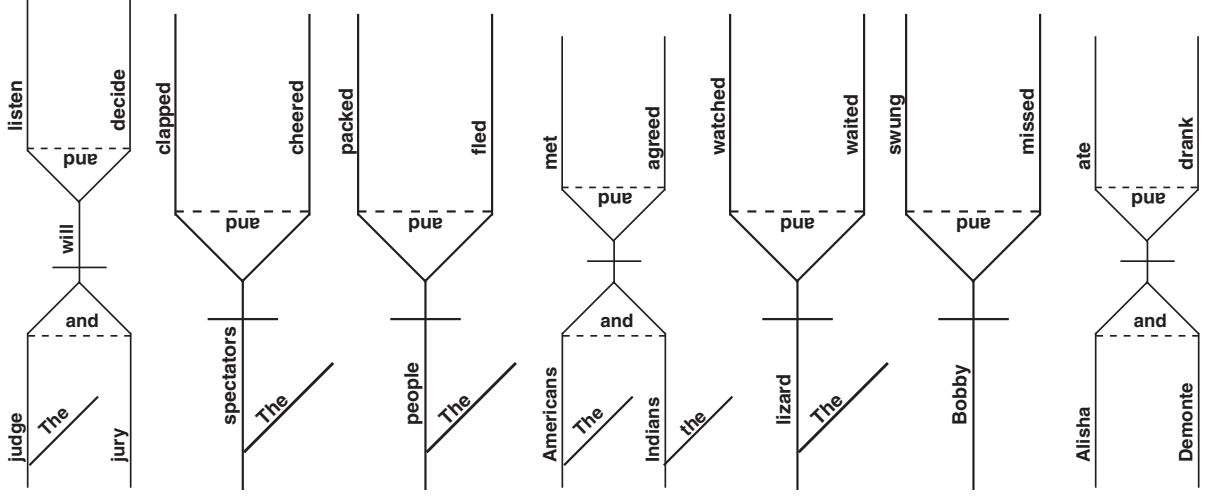 The judge and jury will listen and decide
The spectators clapped and cheered
The people packed and fled
The Americans and the Indians met and agreed
The lizard watched and waited
Bobby swung and missed
Alisha and Demonte ate and drank